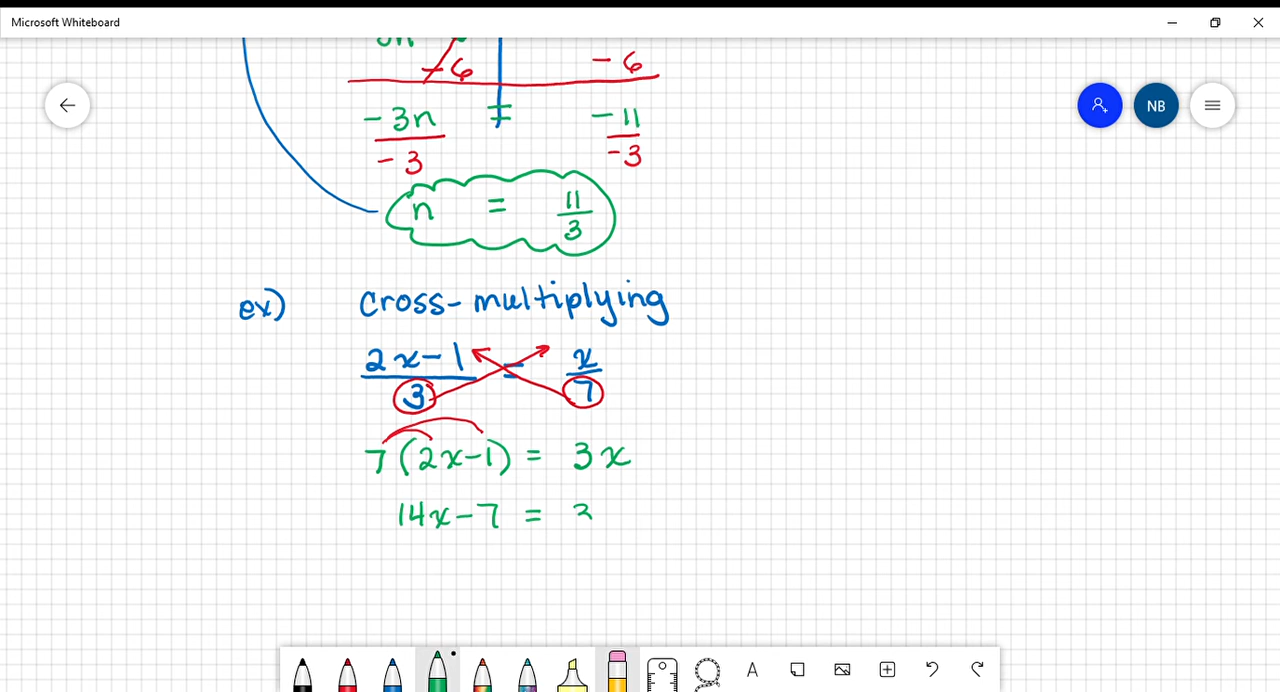 Microsoft Whiteboard
-6 -6
-3n = -11
-3 -3
n = 11/3
NB
ex) cross-multiplying
2x-1/3 = x/7
7(2x-1) = 3x
14x-7 = 3
A